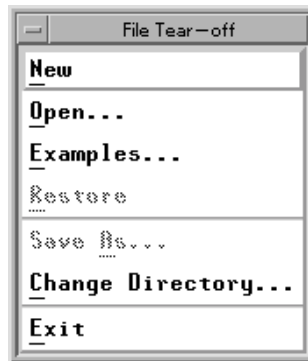 File Tear-off
New
Open...
Examples...
Restore
Save As...
Change Directory...
Exit